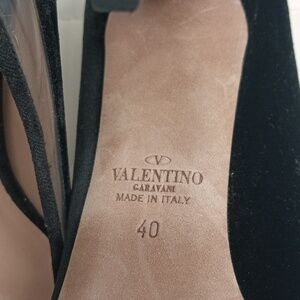 V
VALENTINO
GARAVANI
MADE IN ITALY
40